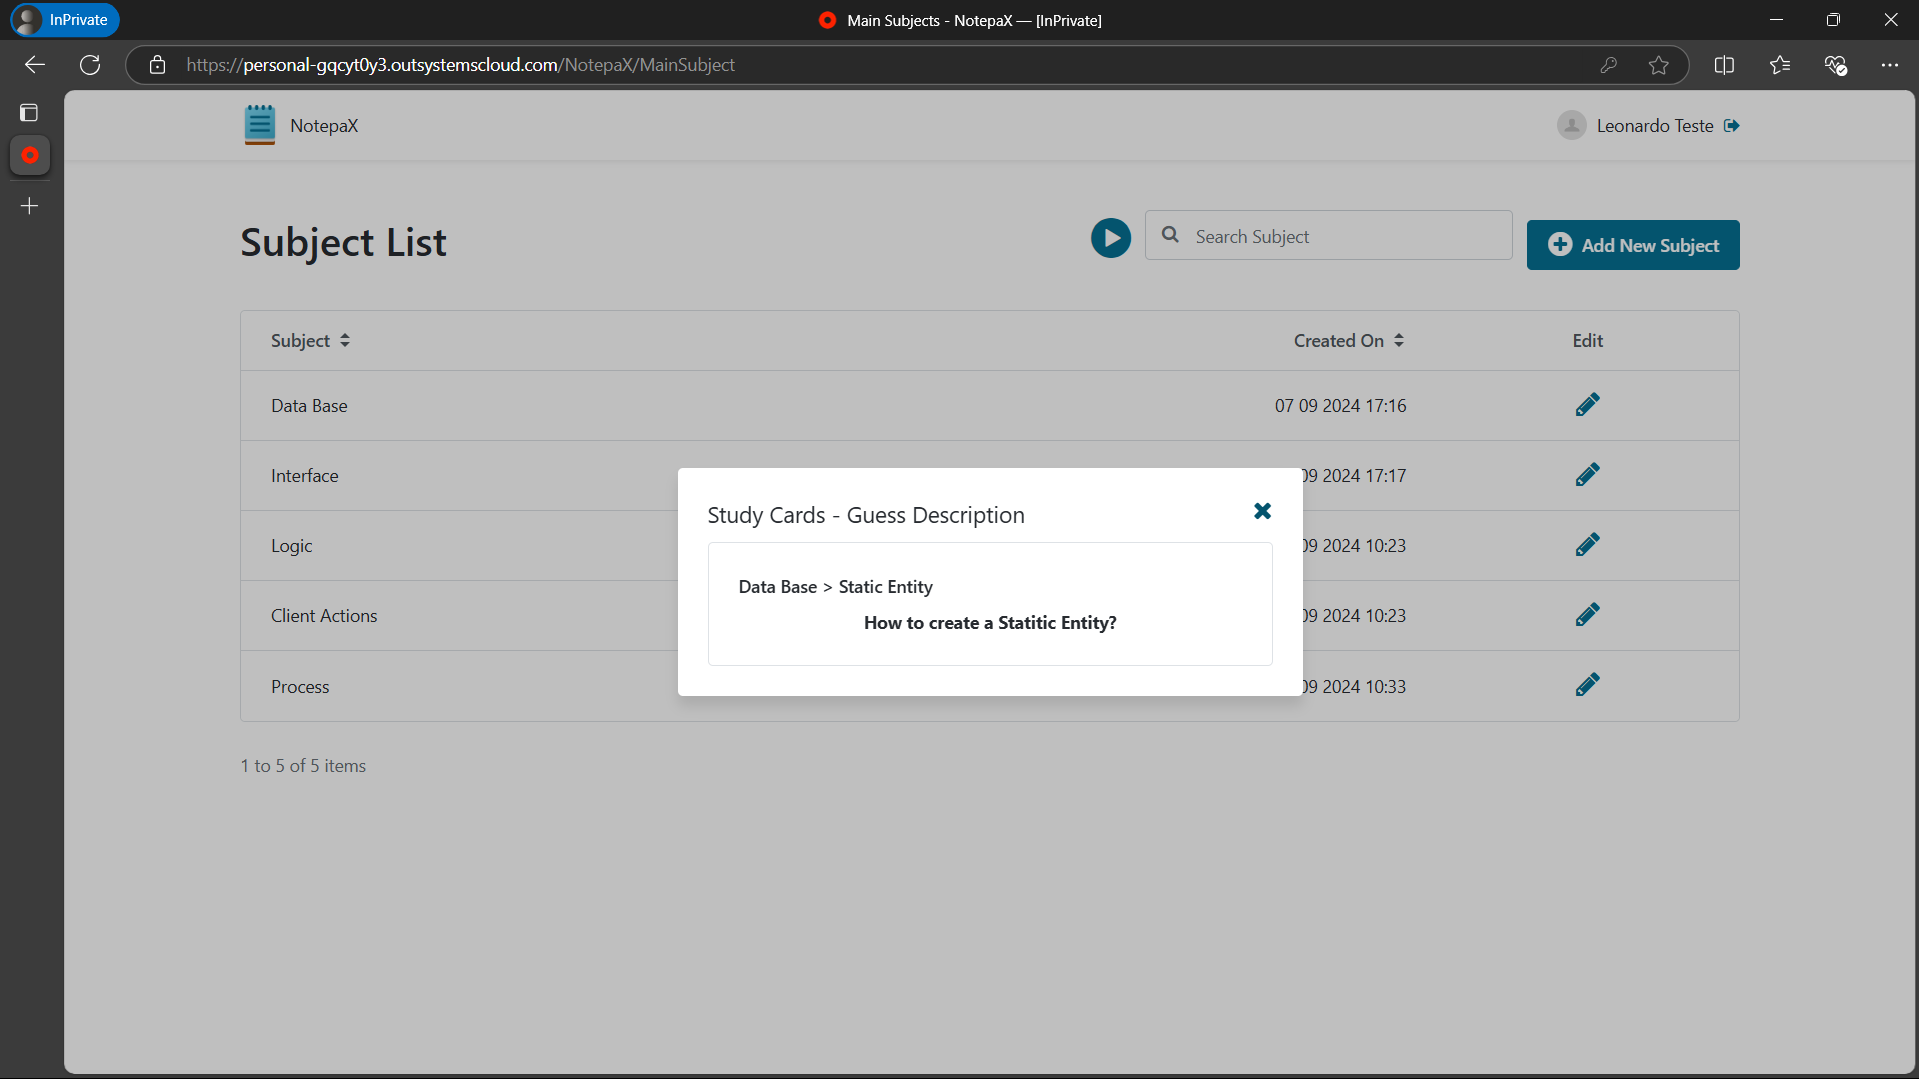 InPrivate
Main Subjects - NotepaX — [InPrivate]
https://personal-gqcyt0y3.outsystemscloud.com/NotepaX/MainSubject
NotepaX
Leonardo Teste
Subject List
Search Subject
Add New Subject
Subject Created On Edit
Data Base 07 09 2024 17:16
Interface 09 2024 17:17
Logic 09 2024 10:23
Client Actions 09 2024 10:23
Process 09 2024 10:33
Study Cards - Guess Description
Data Base > Static Entity
How to create a Statitic Entity?
1 to 5 of 5 items